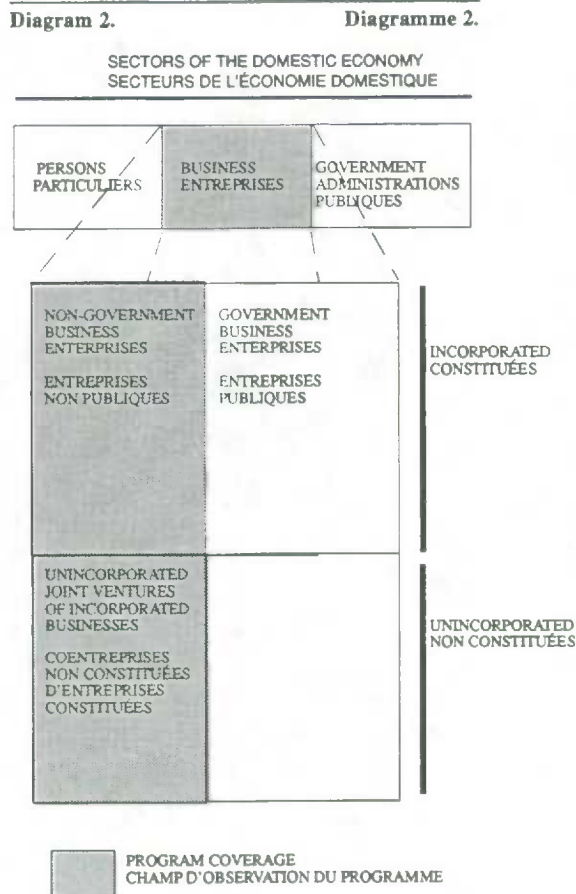 Diagram 2. Diagramme 2.
SECTORS OF THE DOMESTIC ECONOMY
SECTEURS DE L'ÉCONOMIE DOMESTIQUE
PERSONS
PARTICULIERS
BUSINESS
ENTREPRISES
GOVERNMENT
ADMINISTRATIONS
PUBLIQUES
NON-GOVERNMENT
BUSINESS
ENTERPRISES
ENTREPRISES
NON PUBLIQUES
GOVERNMENT
BUSINESS
ENTERPRISES
ENTREPRISES
PUBLIQUES
INCORPORATED
CONSTITUÉES
UNINCORPORATED
JOINT VENTURES
OF INCORPORATED
BUSINESSES
COENTREPRISES
NON CONSTITUÉES
D'ENTREPRISES
CONSTITUÉES
UNINCORPORATED
NON CONSTITUÉES
PROGRAM COVERAGE
CHAMP D'OBSERVATION DU PROGRAMME